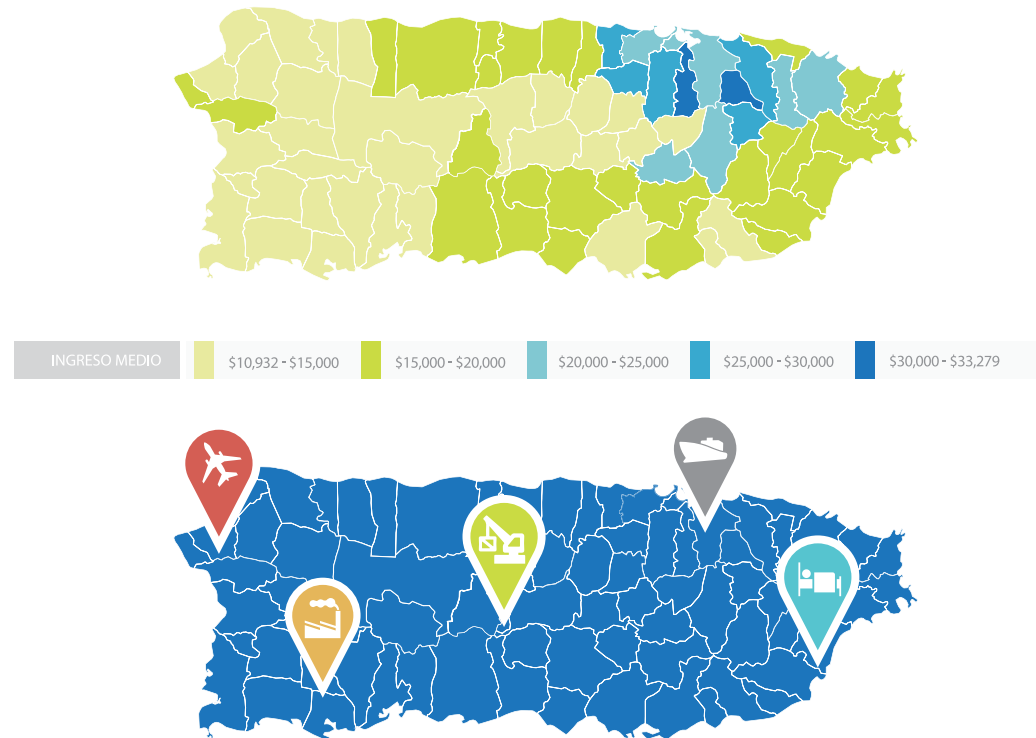 INGRESO MEDIO
$10,932 - $15,000
$15,000 - $20,000
$20,000 - $25,000
$25,000 - $30,000
$30,000 - $33,279